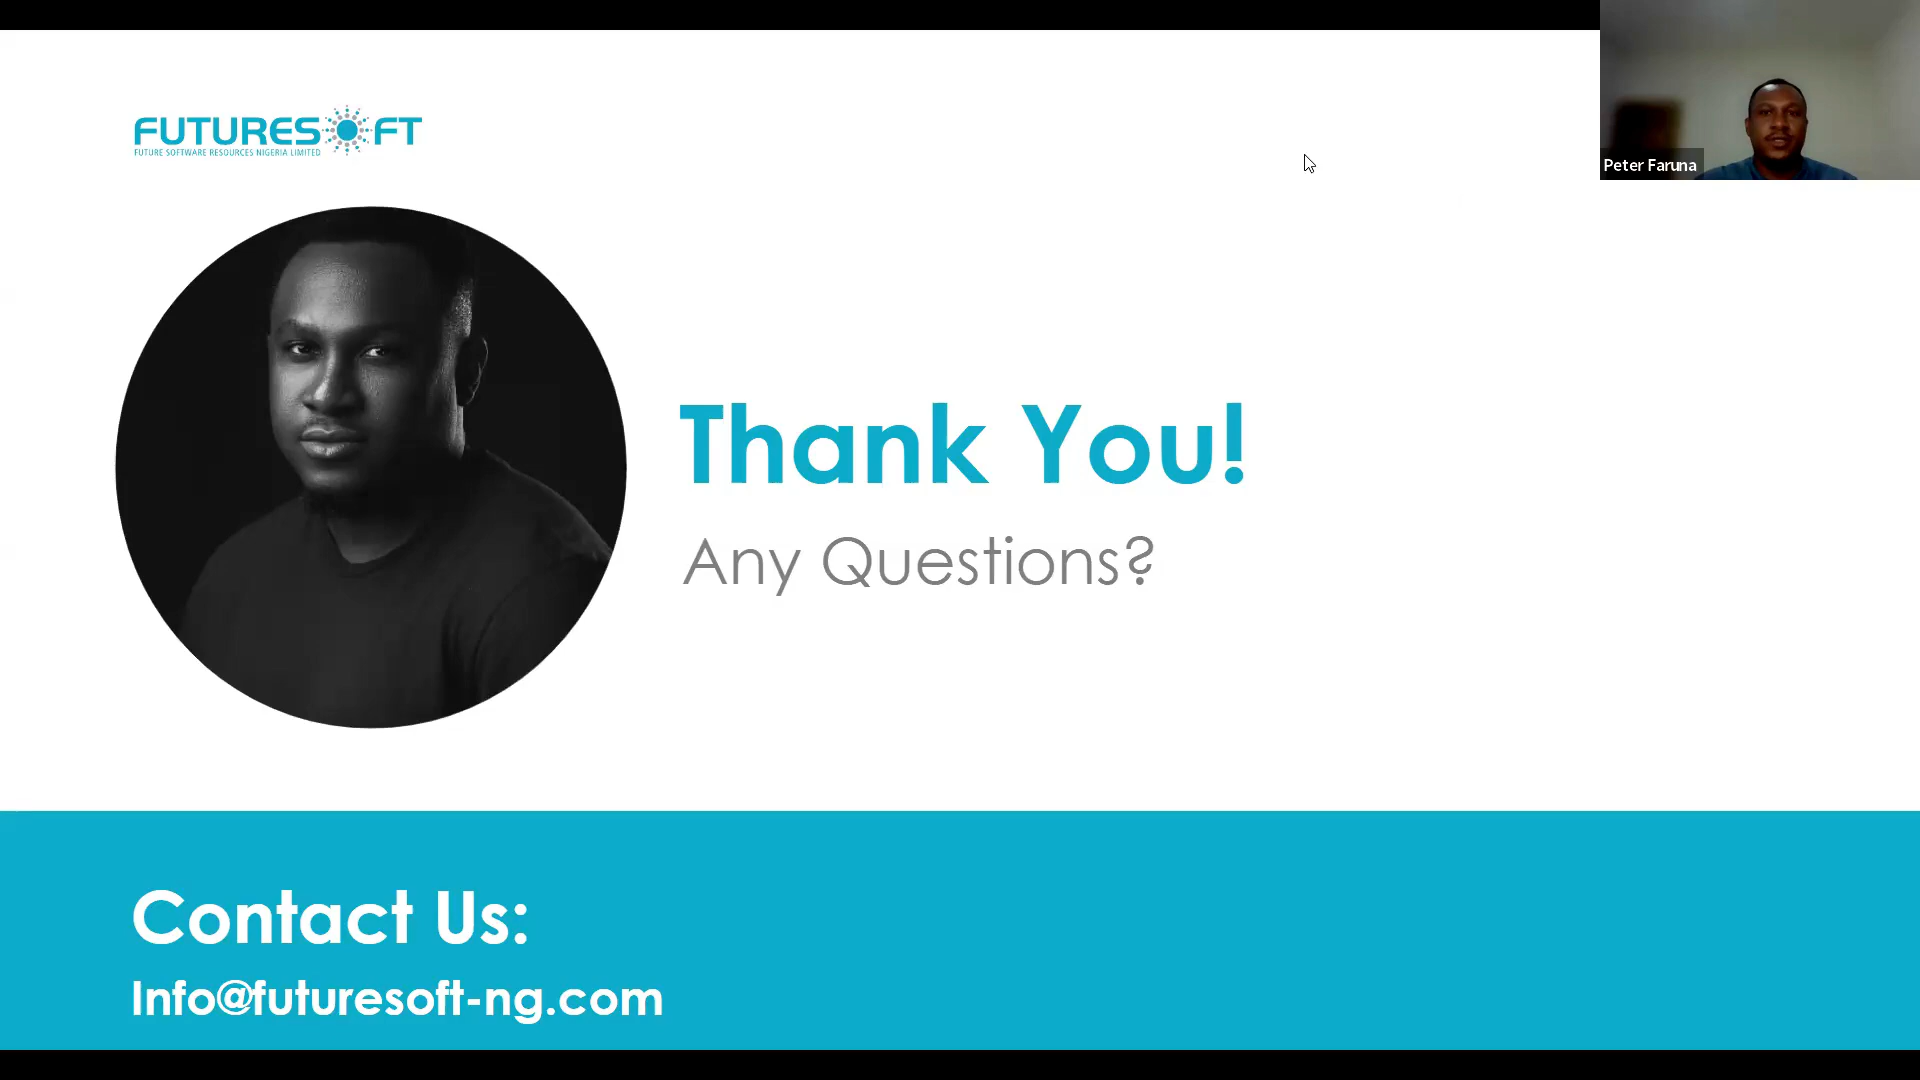 FUTURESOFT
FUTURE SOFTWARE RESOURCES NIGERIA LIMITED
Peter Faruna
Thank You!
Any Questions?
Contact Us:
Info@futuresoft-ng.com